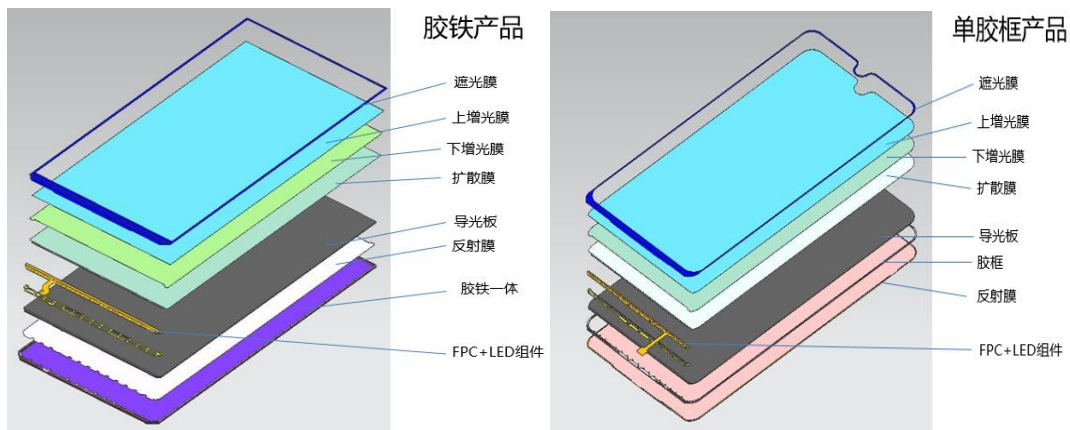 胶铁产品
遮光膜
上增光膜
下增光膜
扩散膜
导光板
反射膜
胶铁一体
FPC+LED组件
单胶框产品
遮光膜
上增光膜
下增光膜
扩散膜
导光板
胶框
反射膜
FPC+LED组件